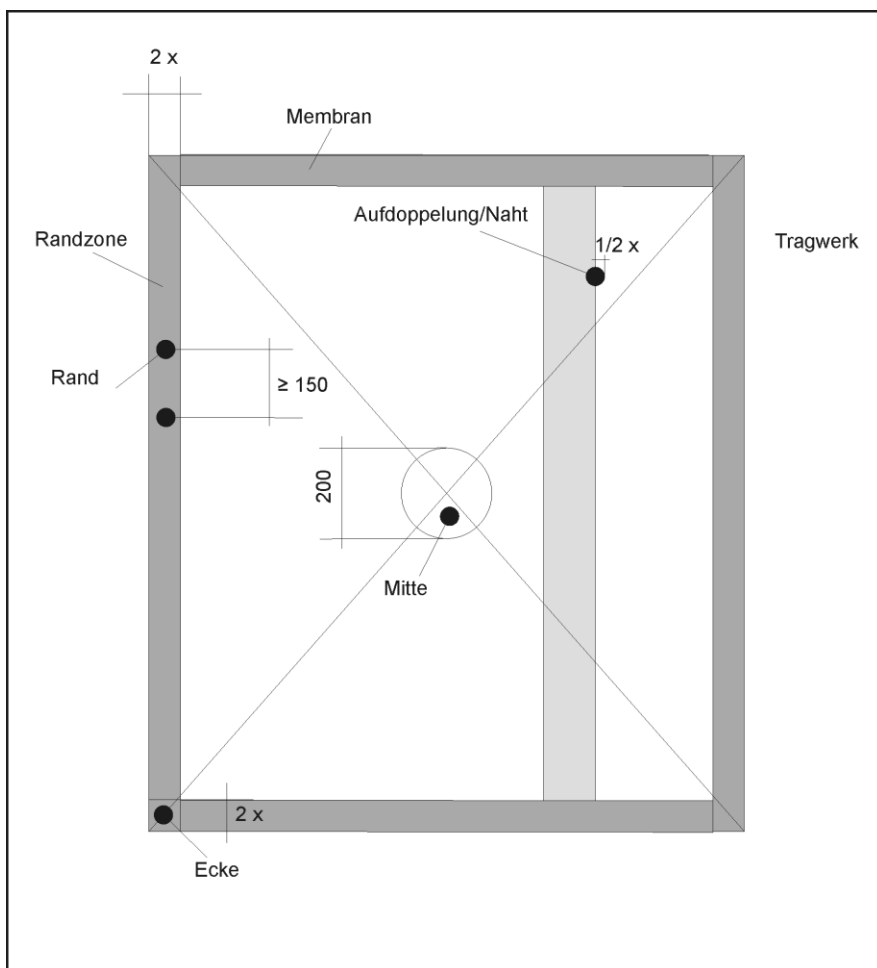 2 x
Membran
Aufdoppelung/Naht
Randzone
1/2 x
Tragwerk
Rand
≥ 150
200
Mitte
2 x
Ecke